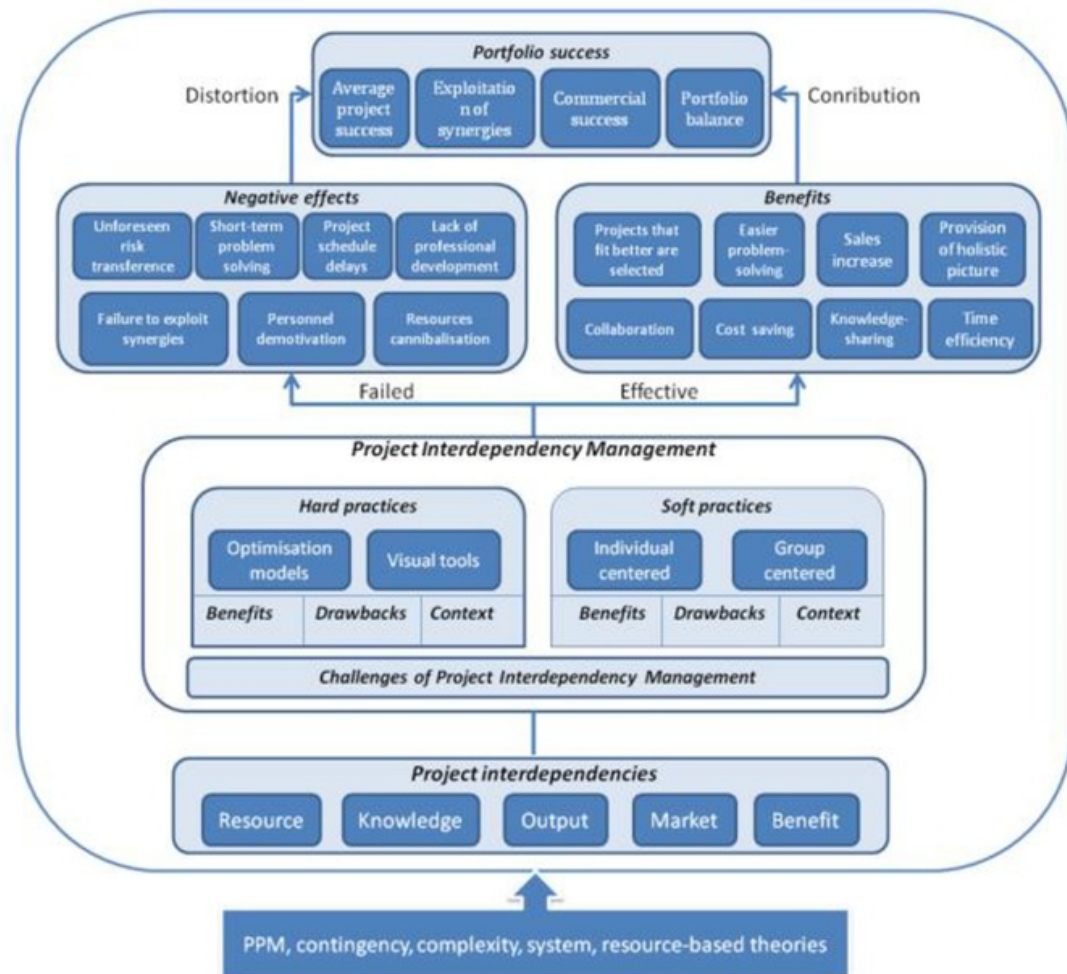 Portfolio success
Distortion
Average
project
success
Exploitatio
n of
synergies
Commercial
success
Portfolio
balance
Conribution
Negative effects
Unforeseen
risk
transference
Short-term
problem
solving
Project
schedule
delays
Lack of
professional
development
Failure to exploit
synergies
Personnel
demotivation
Resources
cannibalisation
Benefits
Projects that
fit better are
selected
Easier
problem-
solving
Sales
increase
Provision
of holistic
picture
Collaboration
Cost saving
Knowledge-
sharing
Time
efficiency
Failed
Effective
Project Interdependency Management
Hard practices
Optimisation
models
Visual tools
Benefits
Drawbacks
Context
Soft practices
Individual
centered
Group
centered
Benefits
Drawbacks
Context
Challenges of Project Interdependency Management
Project interdependencies
Resource
Knowledge
Output
Market
Benefit
PPM, contingency, complexity, system, resource-based theories